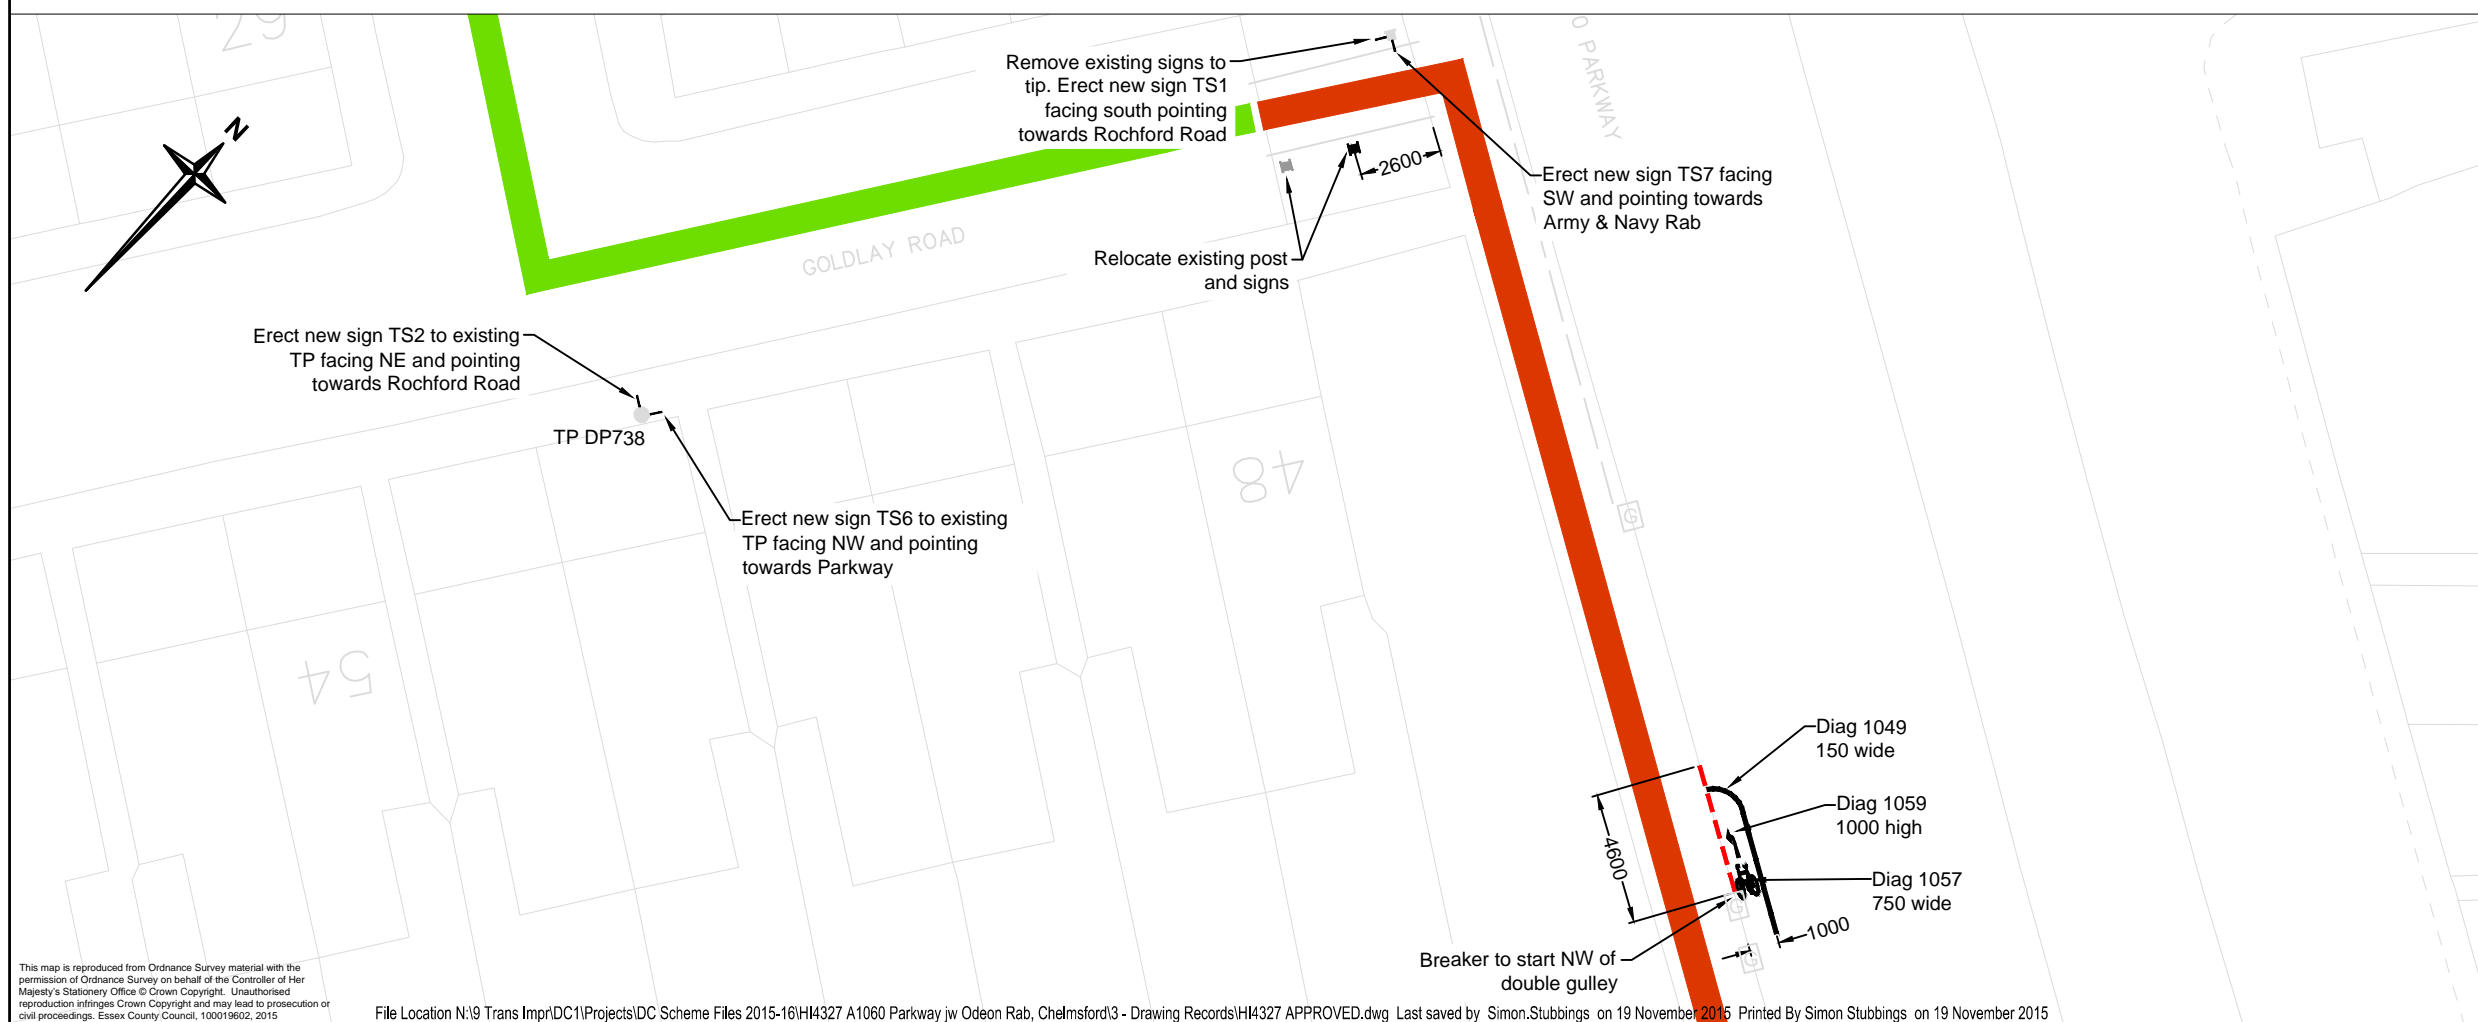 29
N
Remove existing signs to
tip. Erect new sign TS1
facing south pointing
towards Rochford Road
0 PARKWAY
2600
Erect new sign TS7 facing
SW and pointing towards
Army & Navy Rab
GOLDLAY ROAD
Relocate existing post
and signs
Erect new sign TS2 to existing
TP facing NE and pointing
towards Rochford Road
TP DP738
48
Erect new sign TS6 to existing
TP facing NW and pointing
towards Parkway
G
54
Diag 1049
150 wide
Diag 1059
1000 high
4600
Diag 1057
750 wide
G
1000
Breaker to start NW of
double gulley
G
This map is reproduced from Ordnance Survey material with the
permission of Ordnance Survey on behalf of the Controller of Her
Majesty's Stationery Office © Crown Copyright. Unauthorised
reproduction infringes Crown Copyright and may lead to prosecution or
civil proceedings. Essex County Council, 100019602, 2015
File Location N:\9 Trans Impr\DC1\Projects\DC Scheme Files 2015-16\HI4327 A1060 Parkway jw Odeon Rab, Chelmsford\3 - Drawing Records\HI4327 APPROVED.dwg Last saved by Simon.Stubbings on 19 November 2015 Printed By Simon Stubbings on 19 November 2015